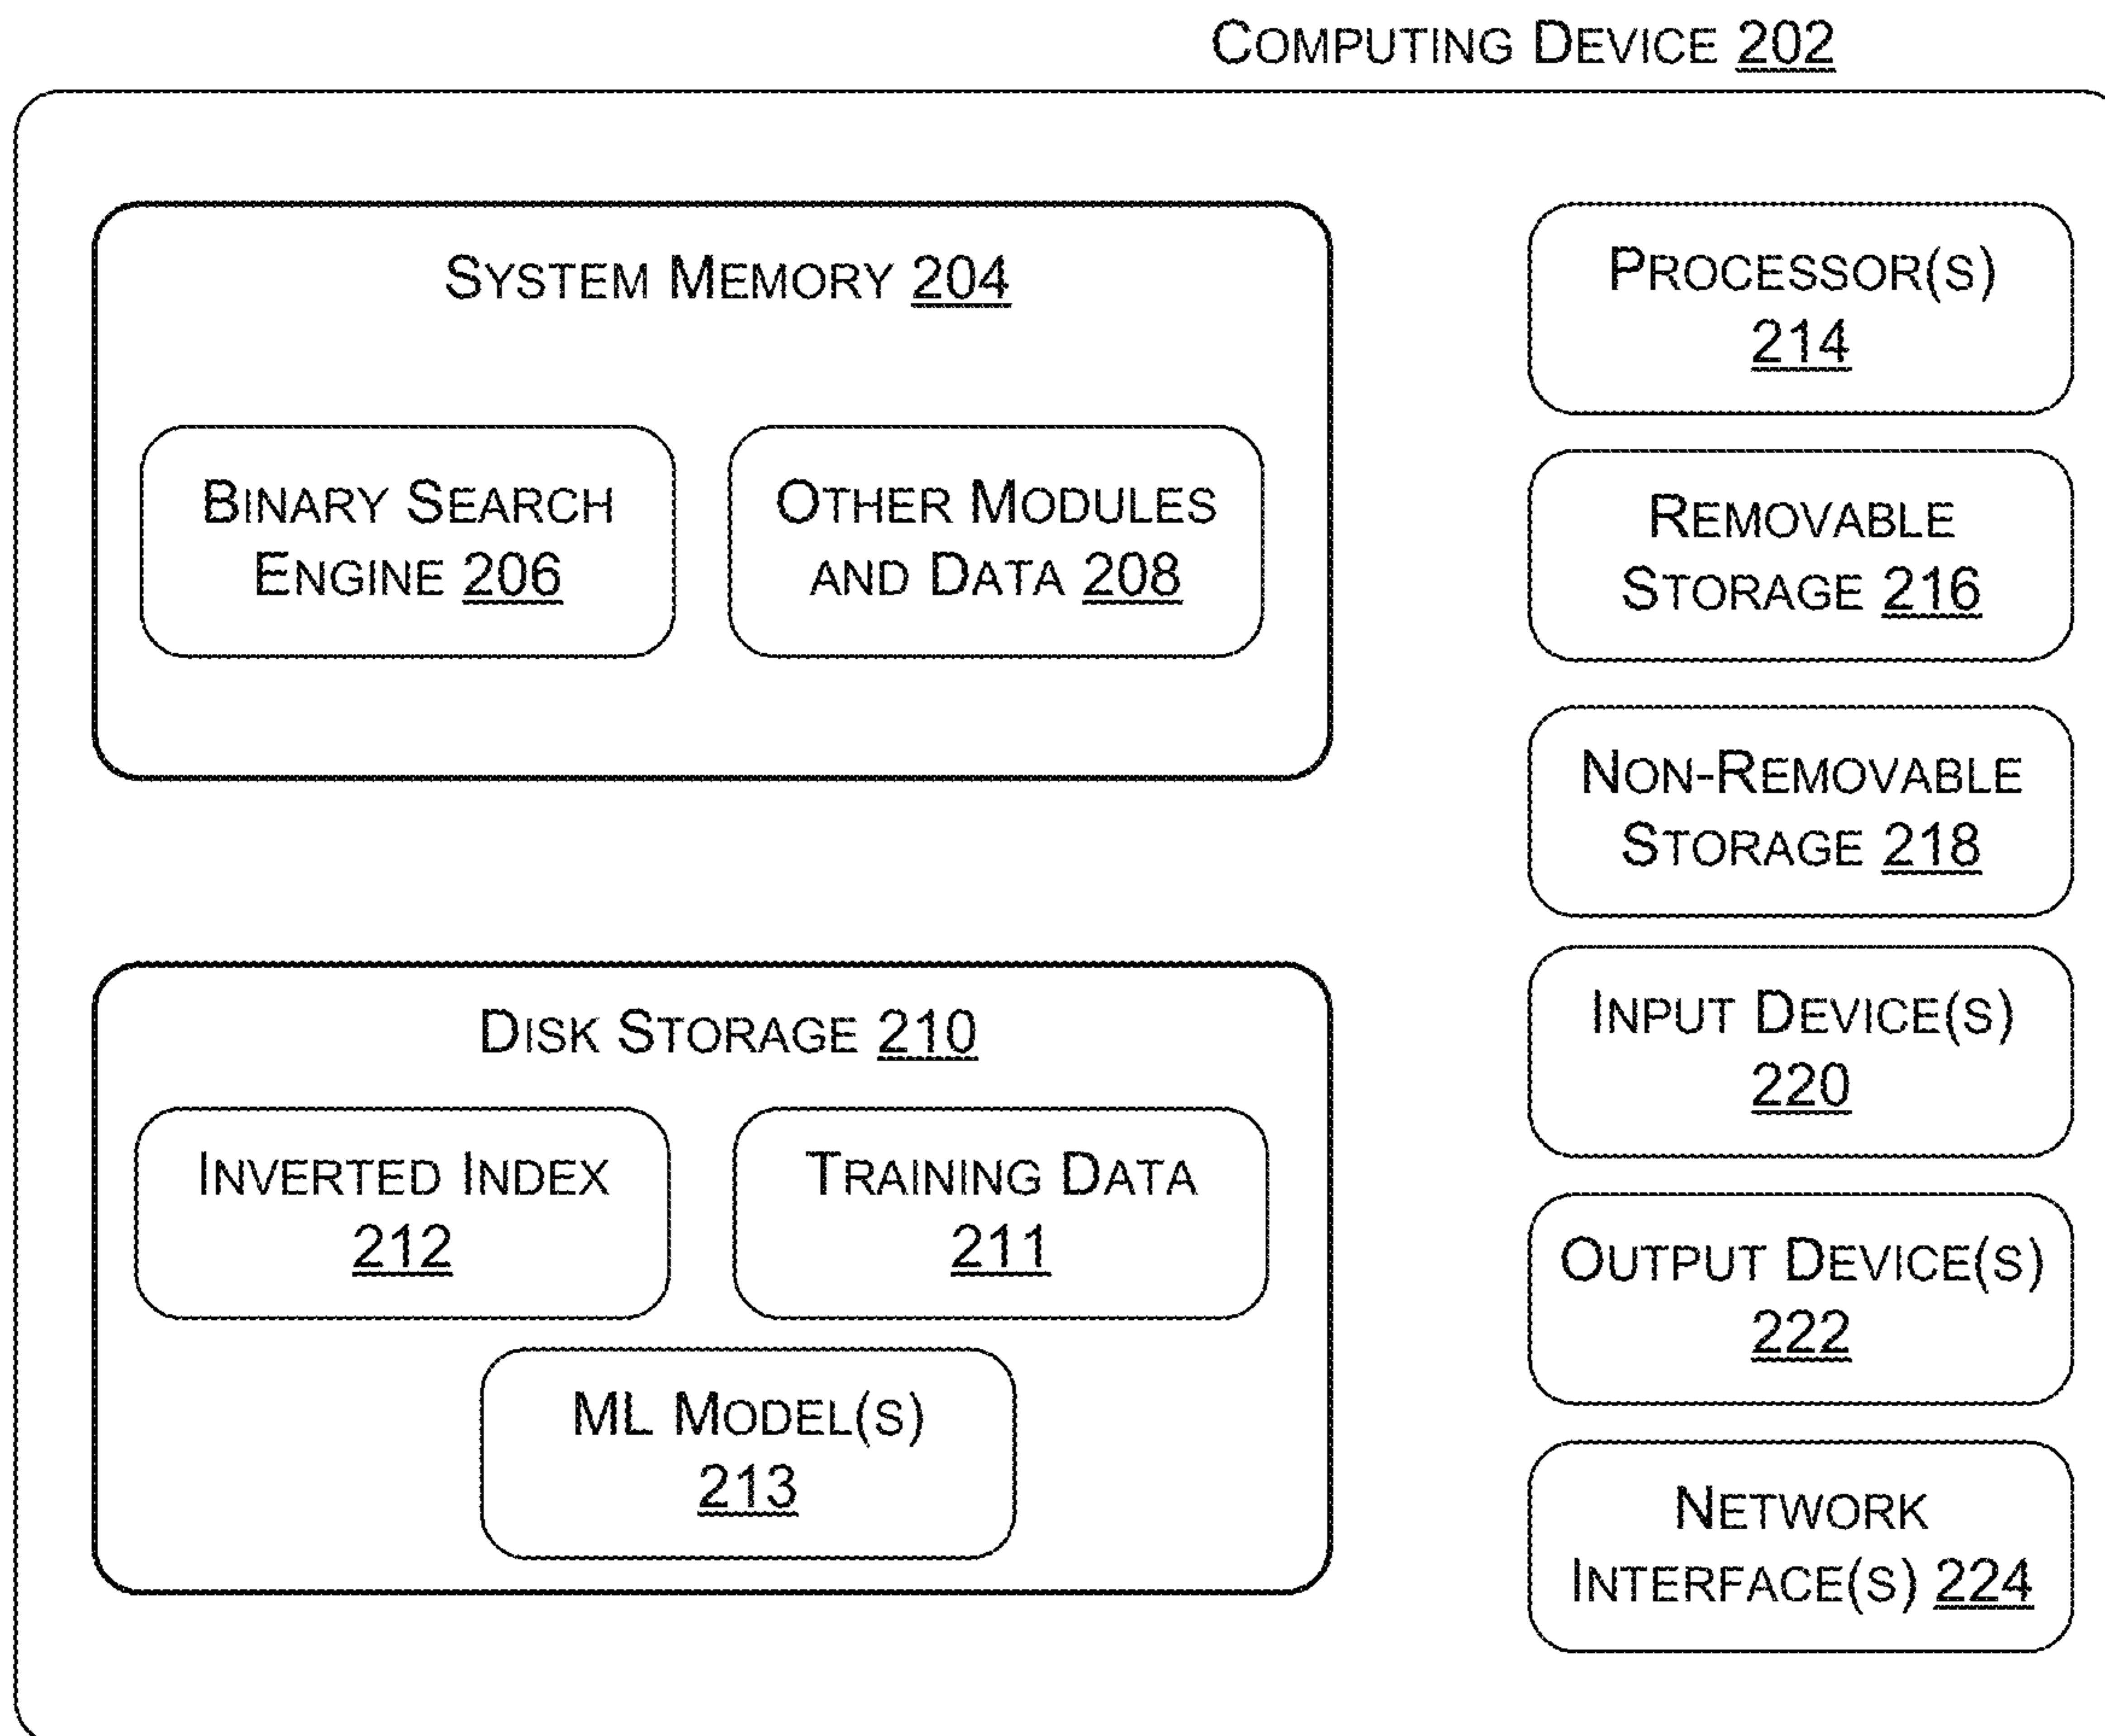 COMPUTING DEVICE 202
SYSTEM MEMORY 204
BINARY SEARCH
ENGINE 206
OTHER MODULES
AND DATA 208
DISK STORAGE 210
INVERTED INDEX
212
TRAINING DATA
211
ML MODEL(S)
213
PROCESSOR(S)
214
REMOVABLE
STORAGE 216
NON-REMOVABLE
STORAGE 218
INPUT DEVICE(S)
220
OUTPUT DEVICE(S)
222
NETWORK
INTERFACE(S) 224